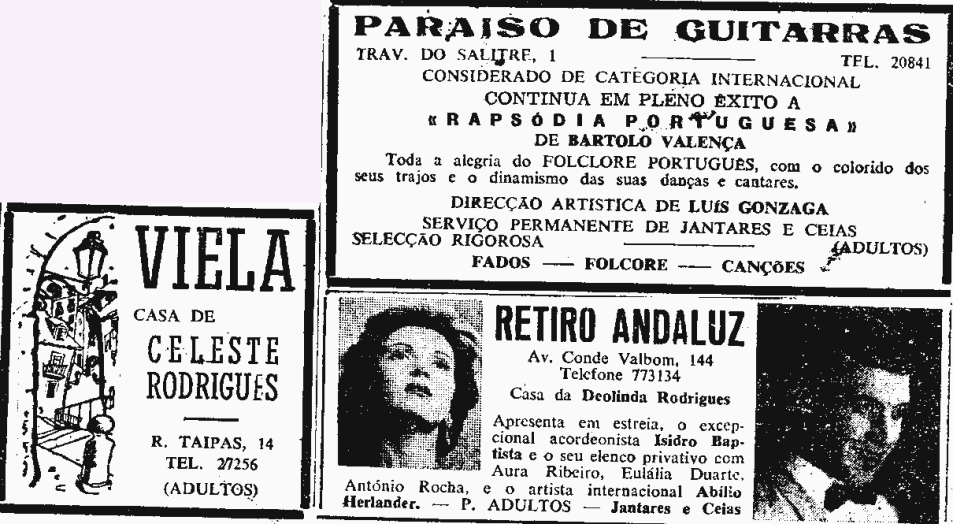 PARAISO DE GUITARRAS
TRAV. DO SALITRE, 1 TEL. 20841
CONSIDERADO DE CATEGORIA INTERNACIONAL
CONTINUA EM PLENO ÊXITO A
«RAPSÓDIA PORTUGUESA»
DE BARTOLO VALENÇA
Toda a alegria do FOLCLORE PORTUGUÊS, com o colorido dos
seus trajos e o dinamismo das suas danças e cantares.
DIRECÇÃO ARTISTICA DE LUÍS GONZAGA
SERVIÇO PERMANENTE DE JANTARES E CEIAS
SELECÇÃO RIGOROSA (ADULTOS)
FADOS — FOLCORE — CANÇÕES
VIELA
CASA DE
CELESTE
RODRIGUES
R. TAIPAS, 14
TEL. 27256
(ADULTOS)
RETIRO ANDALUZ
Av. Conde Valbom, 144
Telefone 773134
Casa da Deolinda Rodrigues
Apresenta em estreia, o excep-
cional acordeonista Isidro Bap-
tista e o seu elenco privativo com
Aura Ribeiro, Eulália Duarte,
António Rocha, e o artista internacional Abílio
Herlander. — P. ADULTOS — Jantares e Ceias